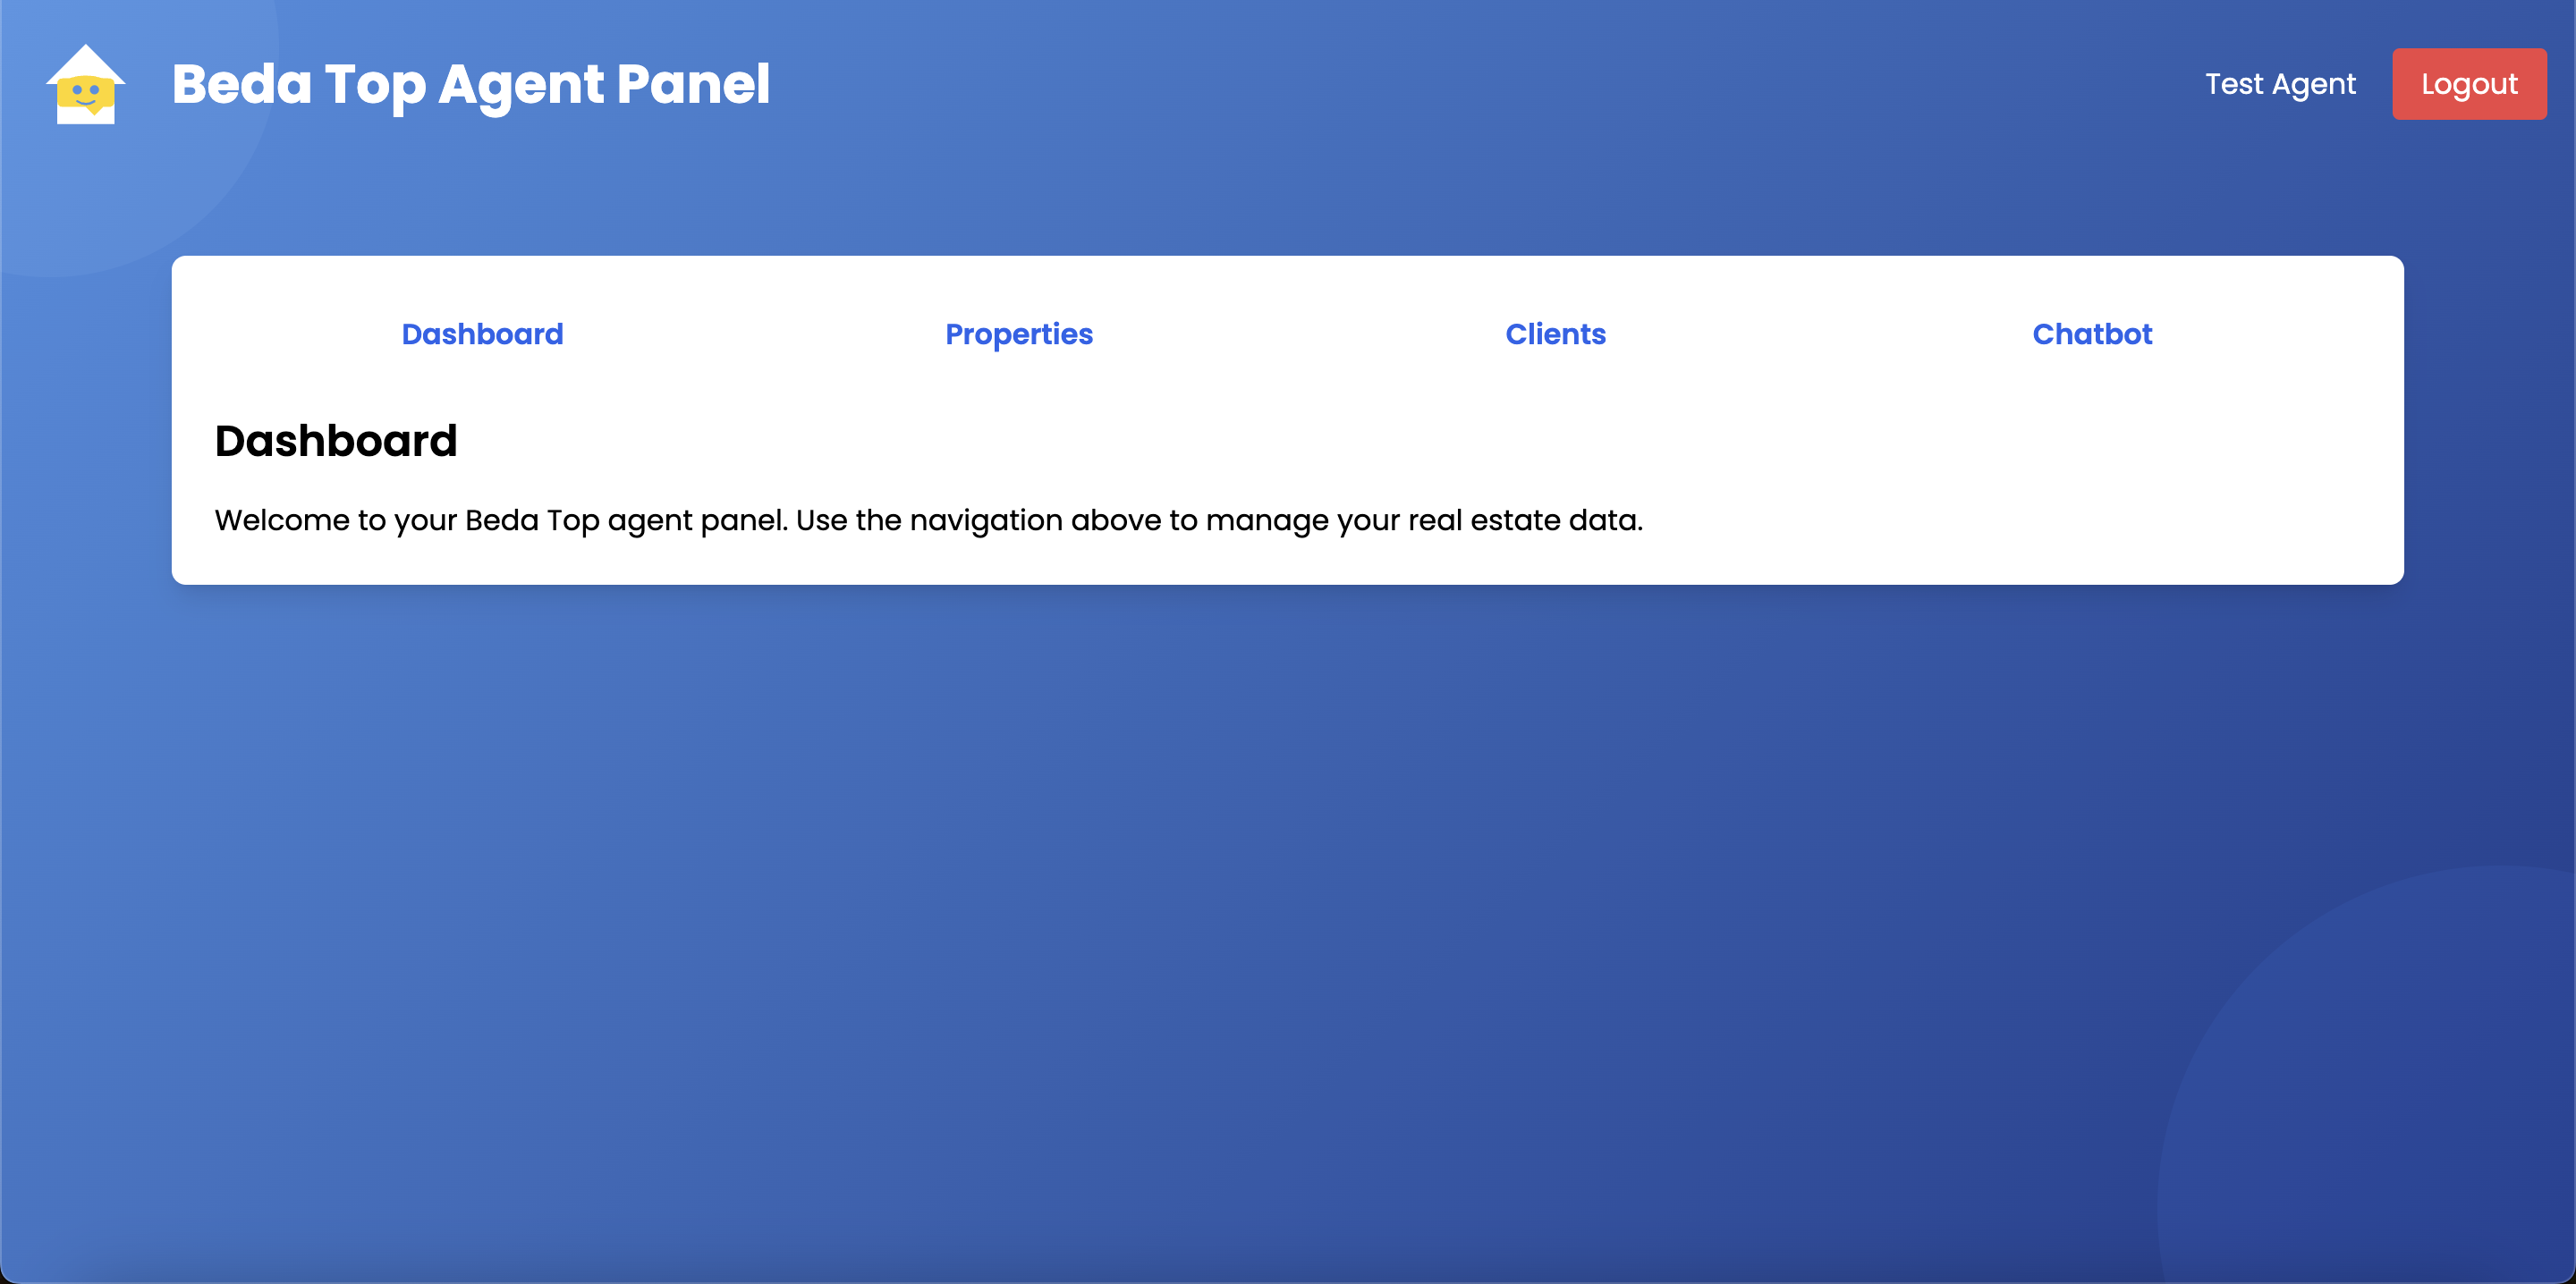 Beda Top Agent Panel
Test Agent
Logout
Dashboard
Properties
Clients
Chatbot
Dashboard
Welcome to your Beda Top agent panel. Use the navigation above to manage your real estate data.